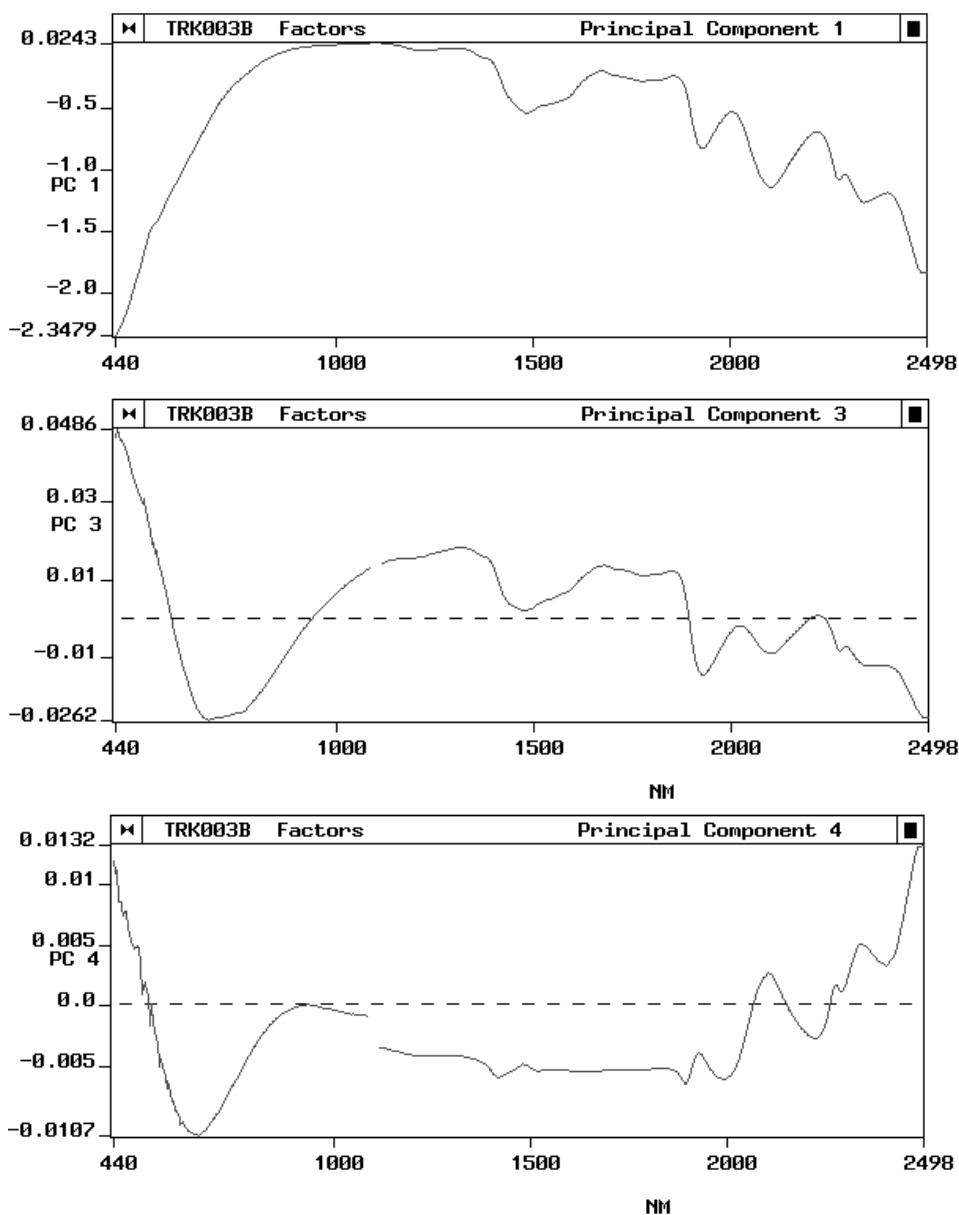 TRK003B Factors Principal Component 1
0.0243
-0.5
-1.0
PC 1
-1.5
-2.0
-2.3479
440 1000 1500 2000 2498
TRK003B Factors Principal Component 3
0.0486
0.03
PC 3
0.01
-0.01
-0.0262
440 1000 1500 2000 2498
NM
TRK003B Factors Principal Component 4
0.0132
0.01
0.005
PC 4
0.0
-0.005
-0.0107
440 1000 1500 2000 2498
NM